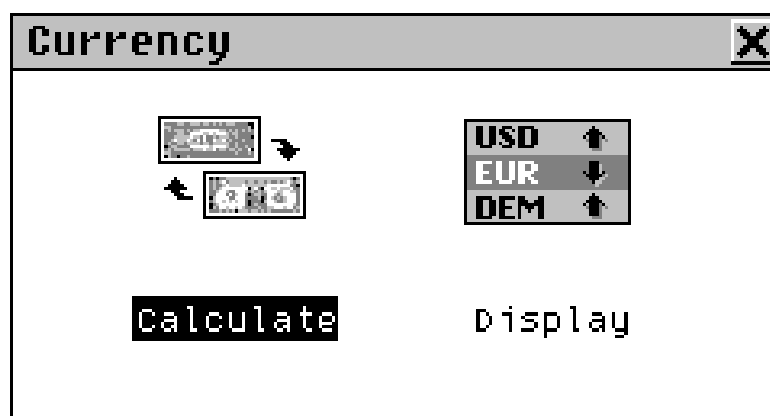 Currency
USD
EUR
DEM
Calculate
Display